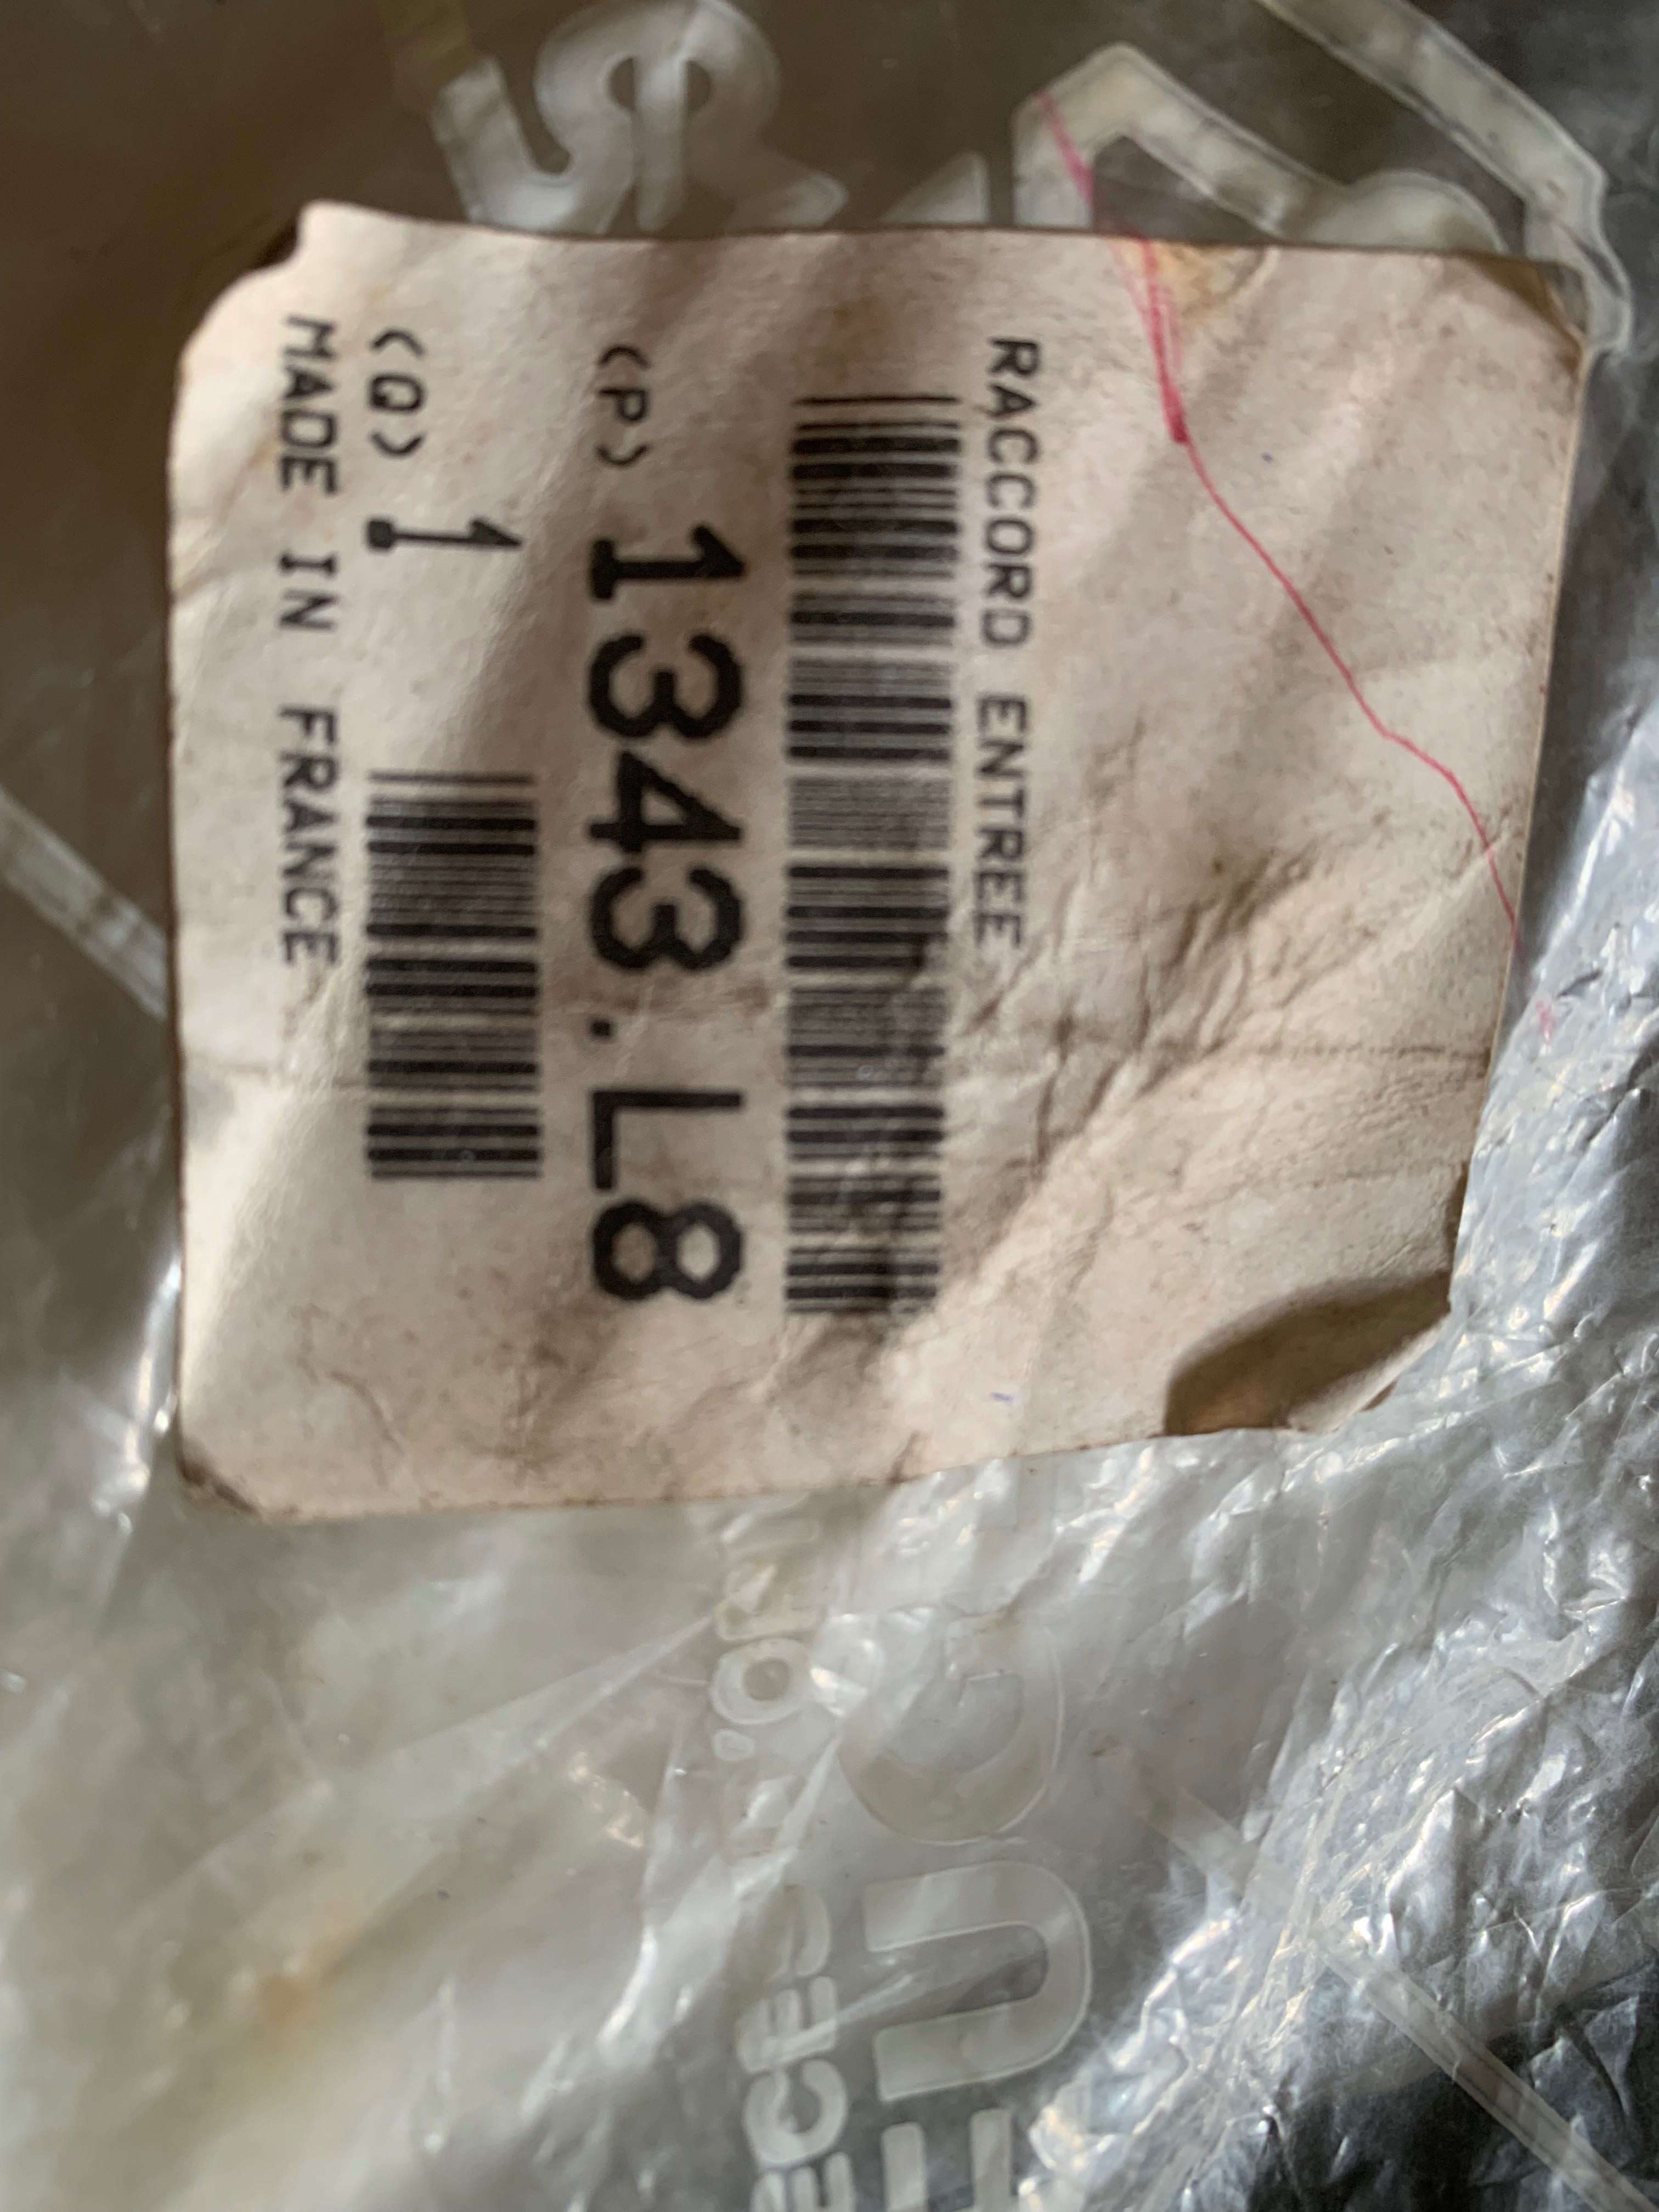 RACCORD ENTREE
(P) 1343.L8
(Q) 1
MADE IN FRANCE